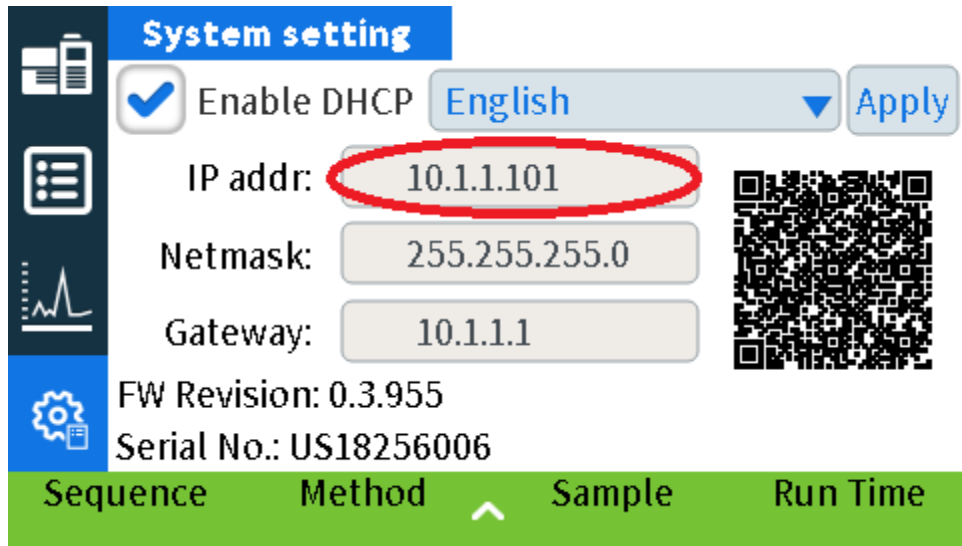 System setting
Enable DHCP English Apply
IP addr: 10.1.1.101
Netmask: 255.255.255.0
Gateway: 10.1.1.1
FW Revision: 0.3.955
Serial No.: US18256006
Sequence Method Sample Run Time